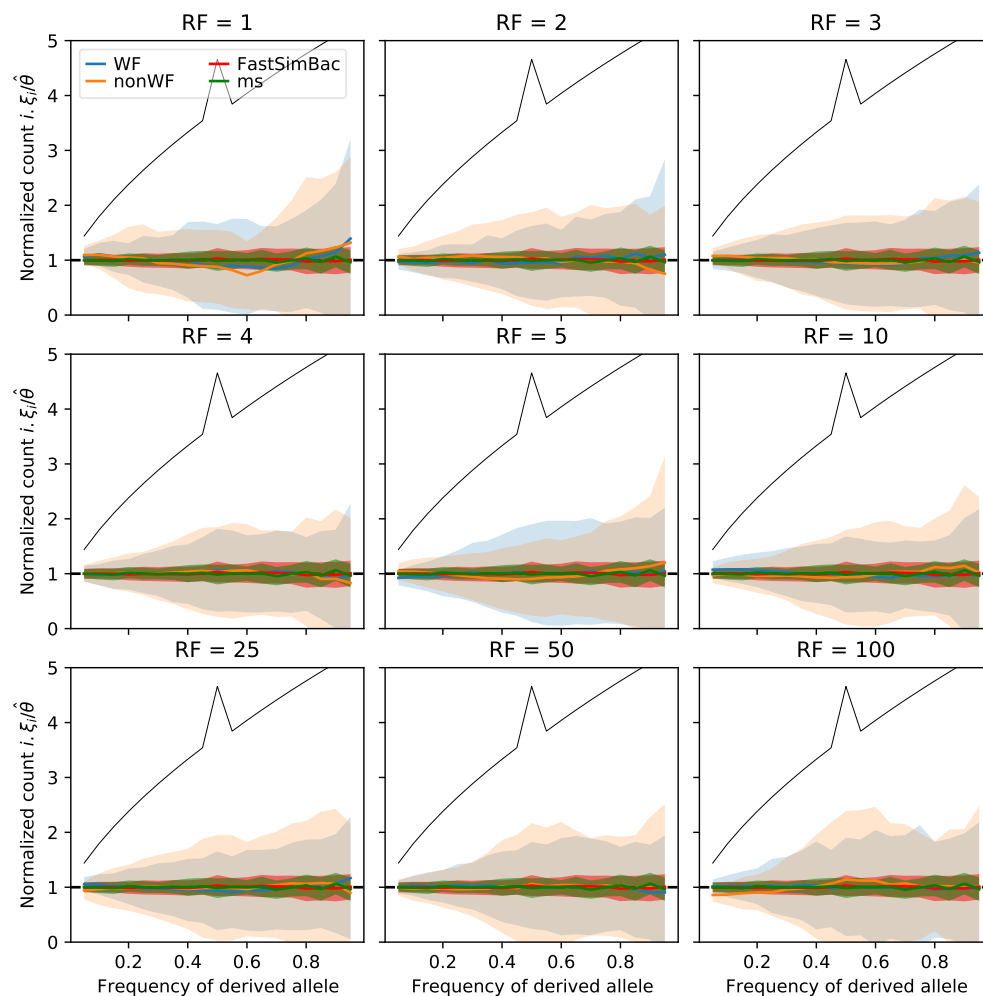 RF = 1 RF = 2 RF = 3
5
4
3
2
1
0
Normalized count i.ξ_i/θ̂
WF FastSimBac
nonWF ms
RF = 4 RF = 5 RF = 10
5
4
3
2
1
0
Normalized count i.ξ_i/θ̂
RF = 25 RF = 50 RF = 100
5
4
3
2
1
0
Normalized count i.ξ_i/θ̂
0.2 0.4 0.6 0.8 0.2 0.4 0.6 0.8 0.2 0.4 0.6 0.8
Frequency of derived allele Frequency of derived allele Frequency of derived allele